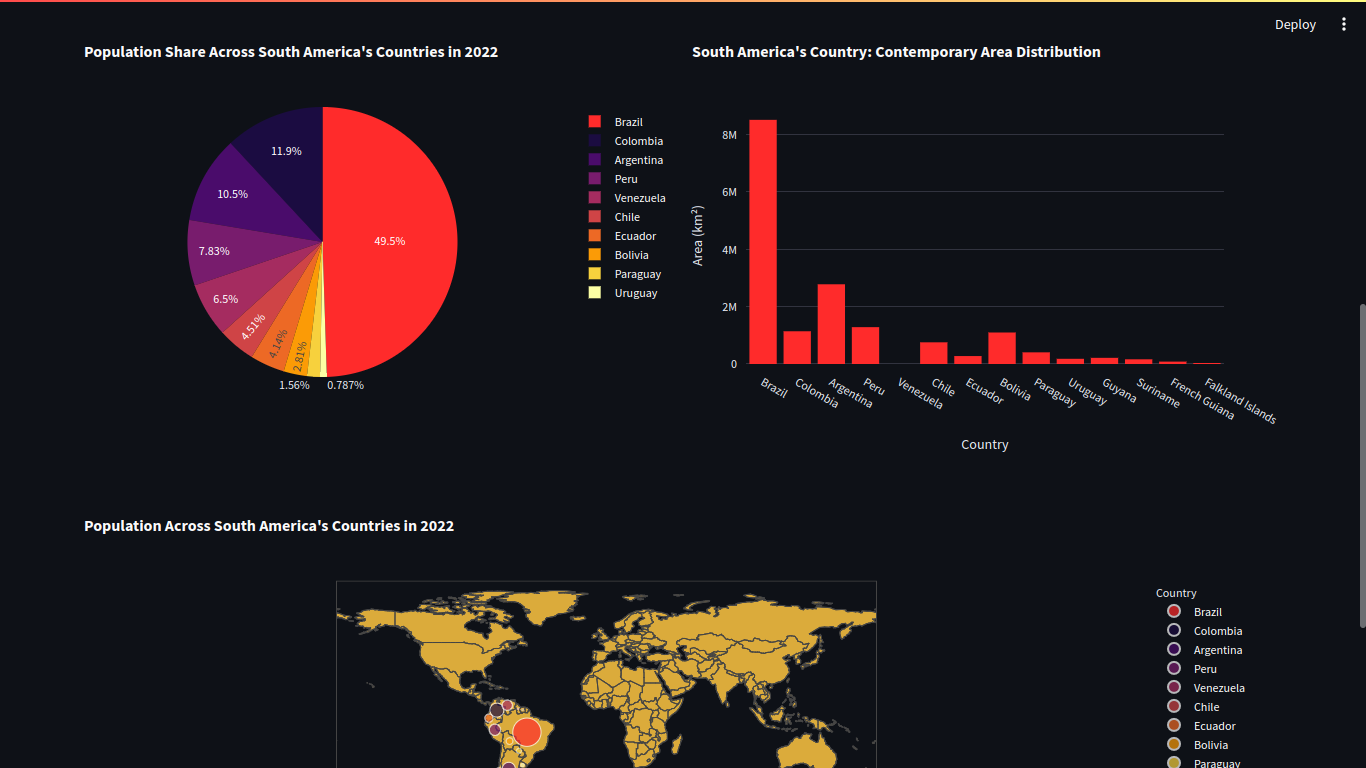 Deploy
Population Share Across South America's Countries in 2022
49.5%
11.9%
10.5%
7.83%
6.5%
4.51%
4.14%
2.81%
1.56%
0.787%
Brazil
Colombia
Argentina
Peru
Venezuela
Chile
Ecuador
Bolivia
Paraguay
Uruguay
South America's Country: Contemporary Area Distribution
Area (km²)
8M
6M
4M
2M
0
Brazil
Colombia
Argentina
Peru
Venezuela
Chile
Ecuador
Bolivia
Paraguay
Uruguay
Guyana
Suriname
French Guiana
Falkland Islands
Country
Population Across South America's Countries in 2022
Country
Brazil
Colombia
Argentina
Peru
Venezuela
Chile
Ecuador
Bolivia
Paraguay